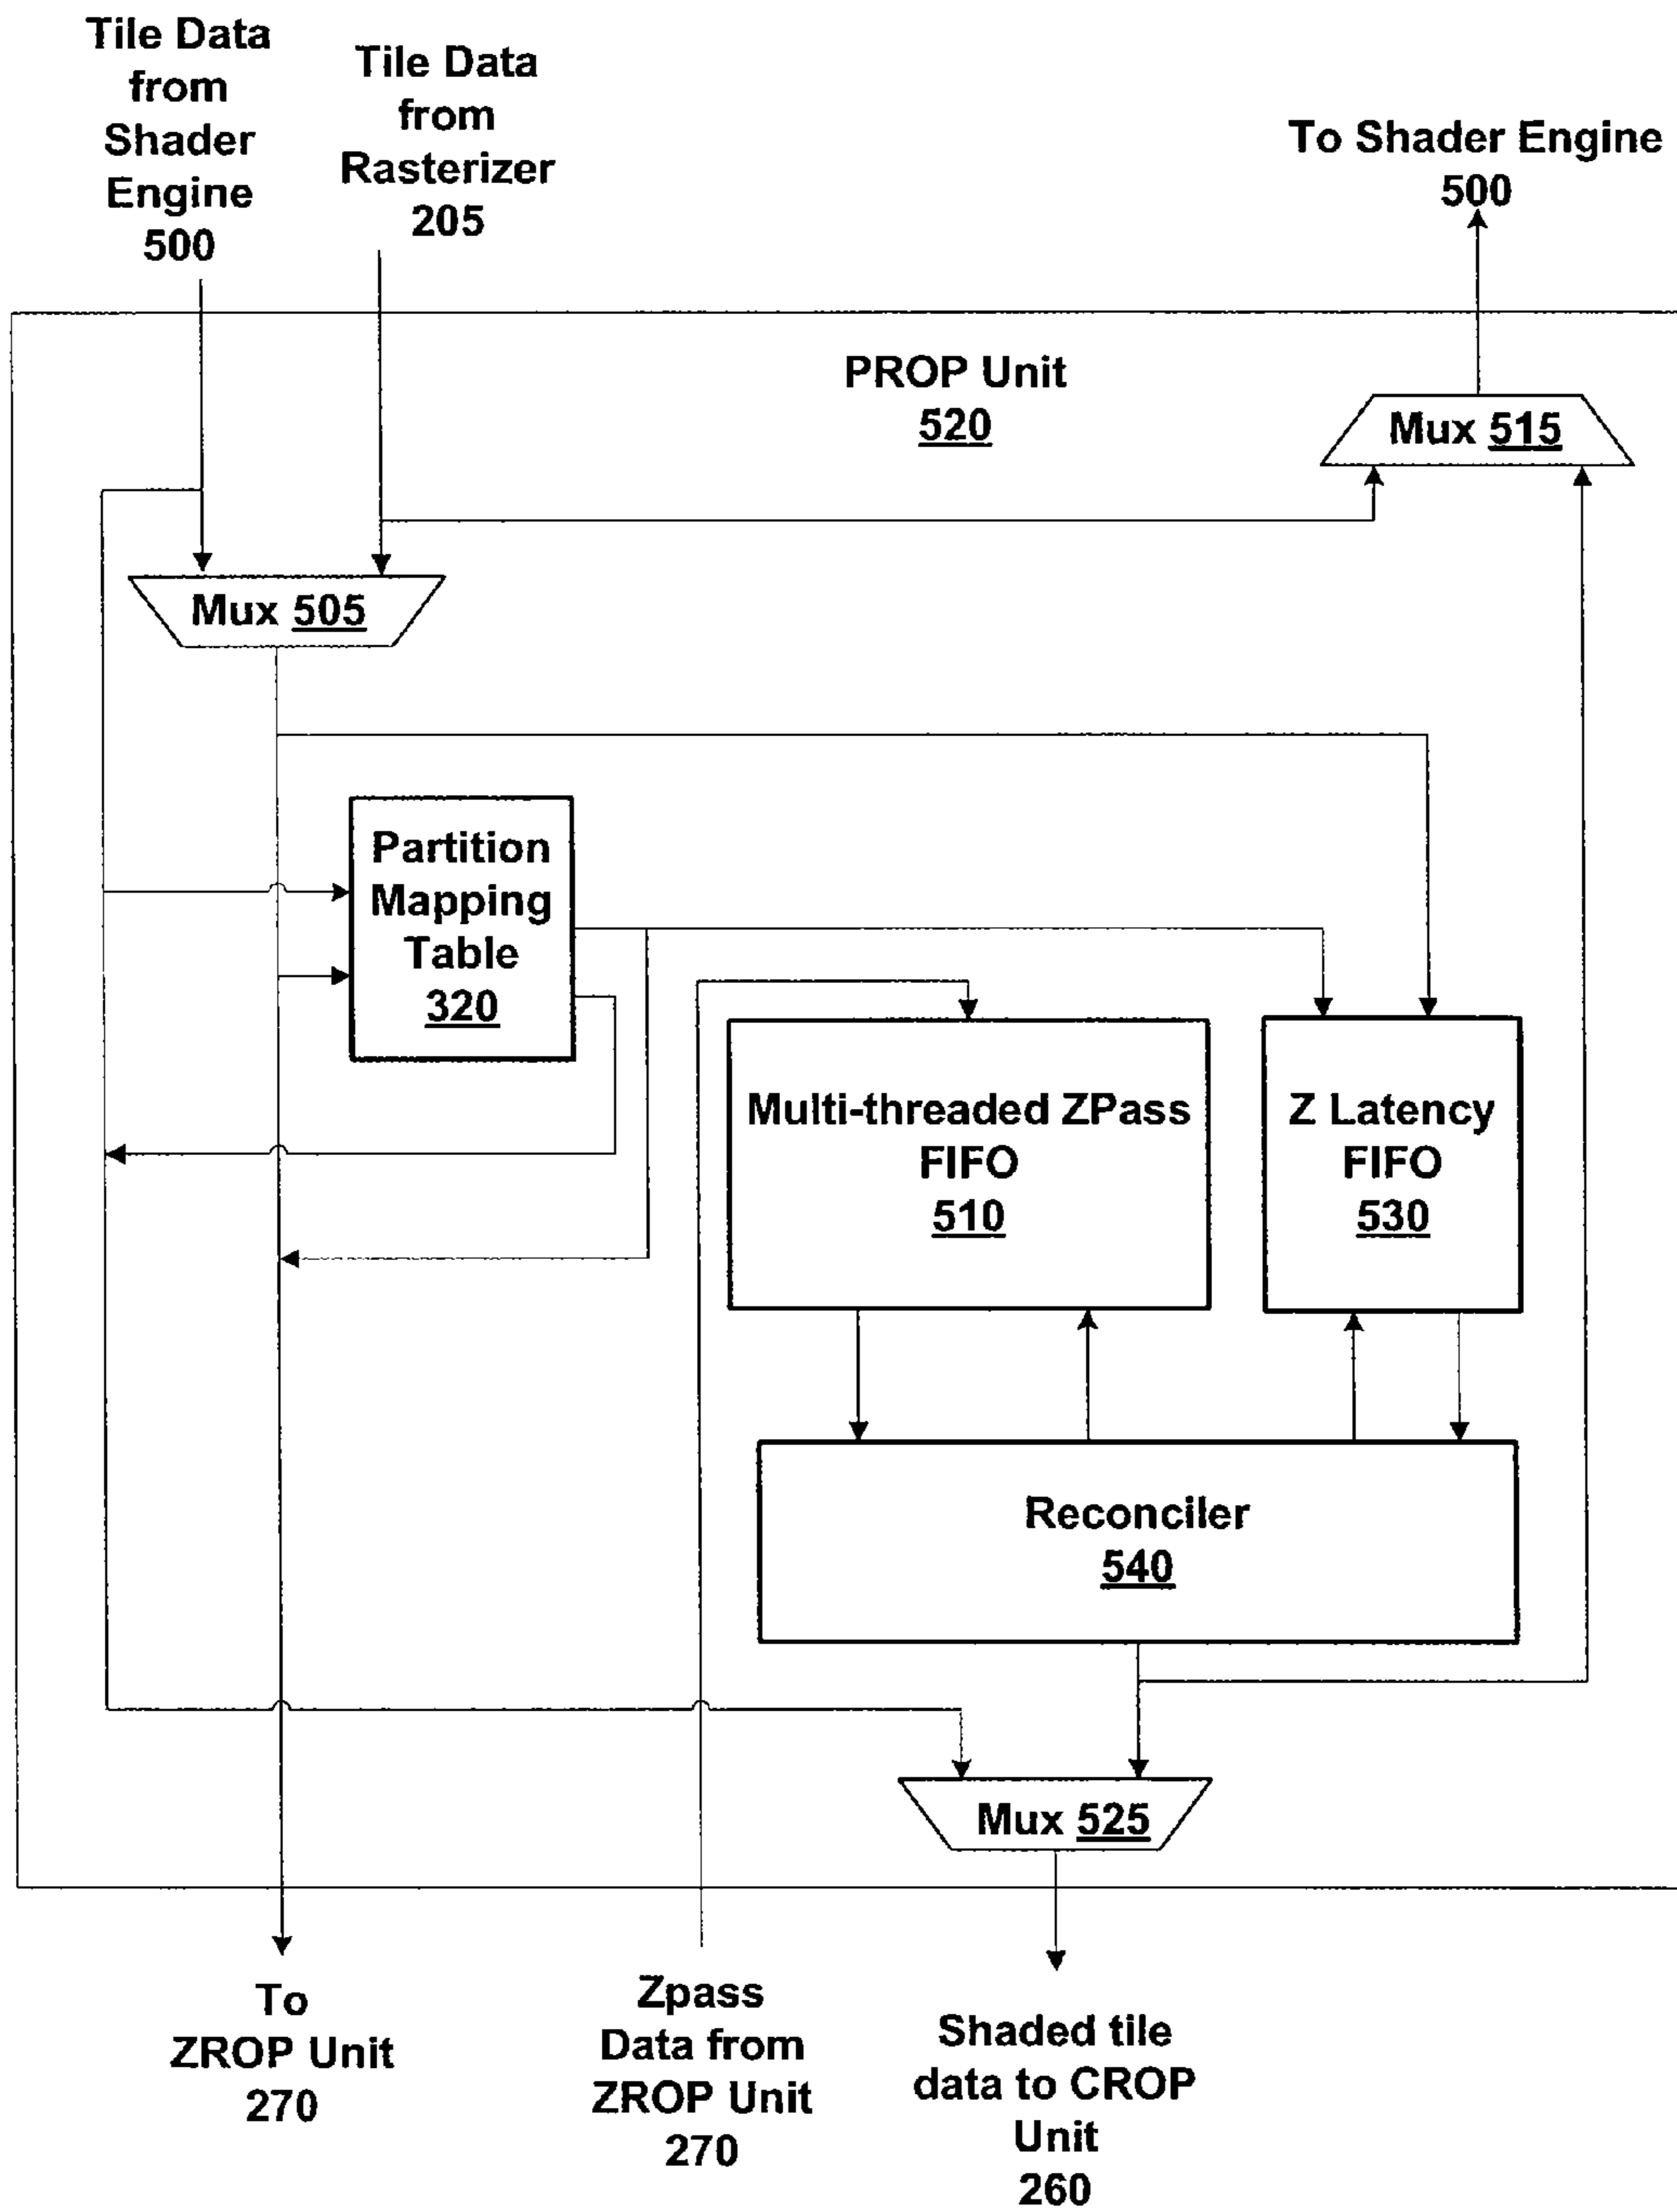 Tile Data
from
Shader
Engine
500
Tile Data
from
Rasterizer
205
To Shader Engine
500
PROP Unit
520
Mux 515
Mux 505
Partition
Mapping
Table
320
Multi-threaded ZPass
FIFO
510
Z Latency
FIFO
530
Reconciler
540
Mux 525
To
ZROP Unit
270
Zpass
Data from
ZROP Unit
270
Shaded tile
data to CROP
Unit
260